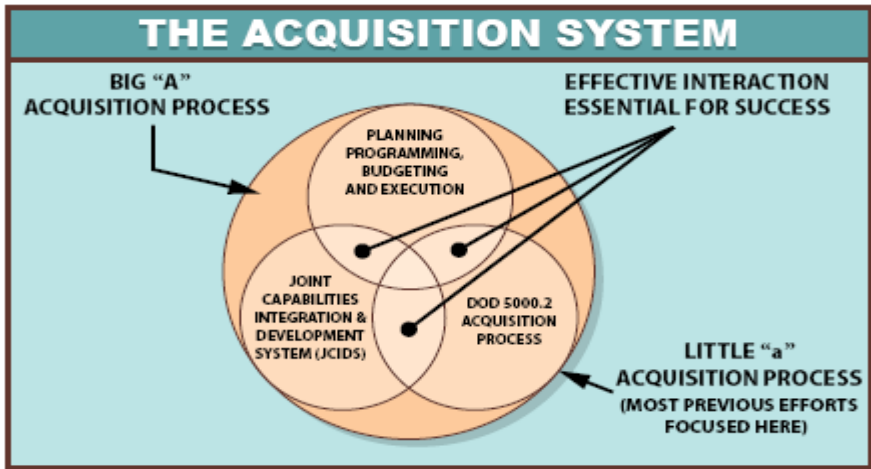 THE ACQUISITION SYSTEM
BIG “A”
ACQUISITION PROCESS
EFFECTIVE INTERACTION
ESSENTIAL FOR SUCCESS
PLANNING
PROGRAMMING,
BUDGETING
AND EXECUTION
JOINT
CAPABILITIES
INTEGRATION &
DEVELOPMENT
SYSTEM (JCIDS)
DOD 5000.2
ACQUISITION
PROCESS
LITTLE “a”
ACQUISITION PROCESS
(MOST PREVIOUS EFFORTS
FOCUSED HERE)